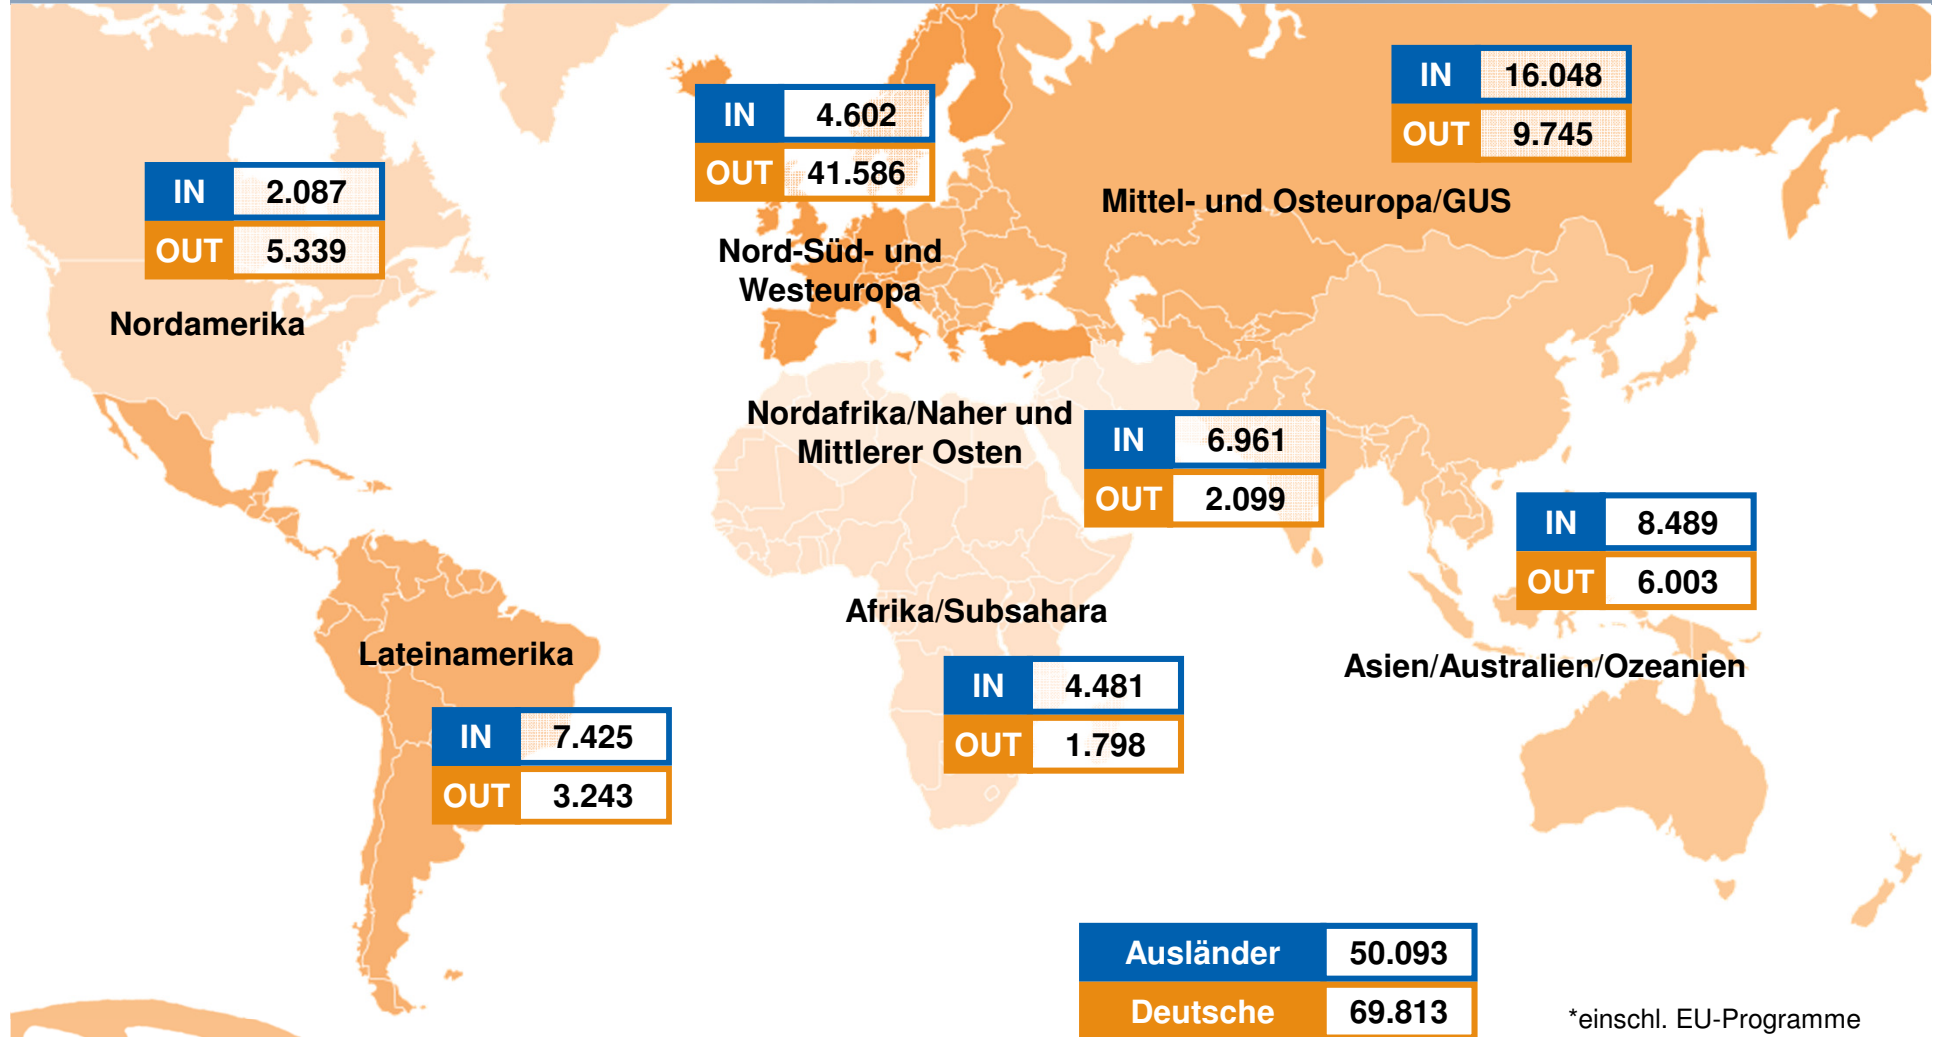 IN 16.048
OUT 9.745
Mittel- und Osteuropa/GUS
IN 4.602
OUT 41.586
Nord-Süd- und
Westeuropa
IN 2.087
OUT 5.339
Nordamerika
Nordafrika/Naher und
Mittlerer Osten
IN 6.961
OUT 2.099
IN 8.489
OUT 6.003
Asien/Australien/Ozeanien
Afrika/Subsahara
IN 4.481
OUT 1.798
Lateinamerika
IN 7.425
OUT 3.243
Ausländer 50.093
Deutsche 69.813
*einschl. EU-Programme